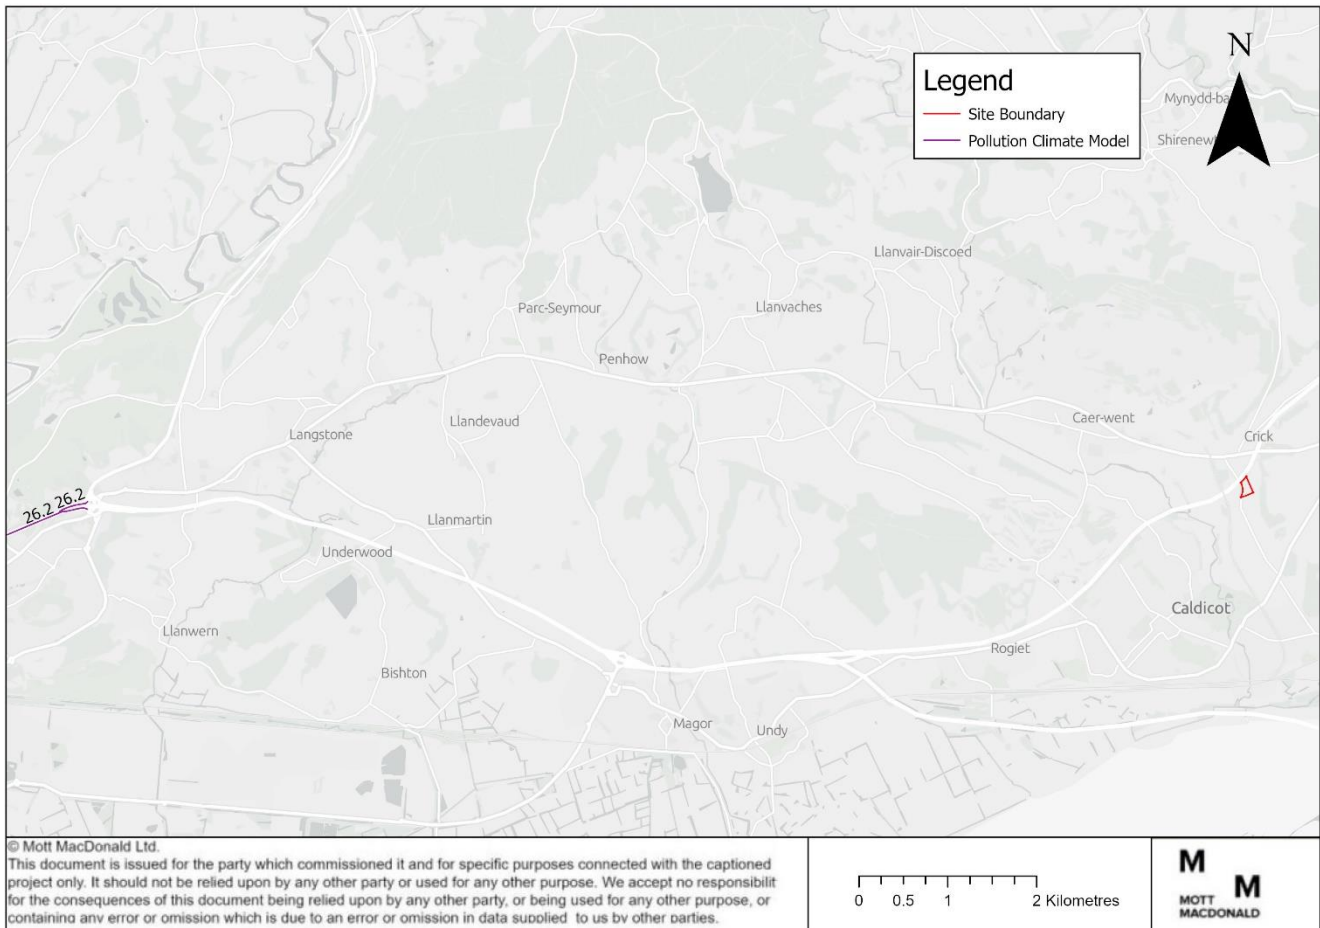 N
Legend
Site Boundary
Pollution Climate Model
Shirenew
Llanvair-Discoed
Parc-Seymour
Llanvaches
Penhow
Llandevaud
Caer-went
Langstone
Crick
26.2 26.2
Llanmartin
Underwood
Caldicot
Llanwern
Rogiet
Bishton
Magor
Undy
© Mott MacDonald Ltd.
This document is issued for the party which commissioned it and for specific purposes connected with the captioned
project only. It should not be relied upon by any other party or used for any other purpose. We accept no responsibilit
for the consequences of this document being relied upon by any other party, or being used for any other purpose, or
containing any error or omission which is due to an error or omission in data supplied to us by other parties.
0 0.5 1 2 Kilometres
M
M
MOTT
MACDONALD